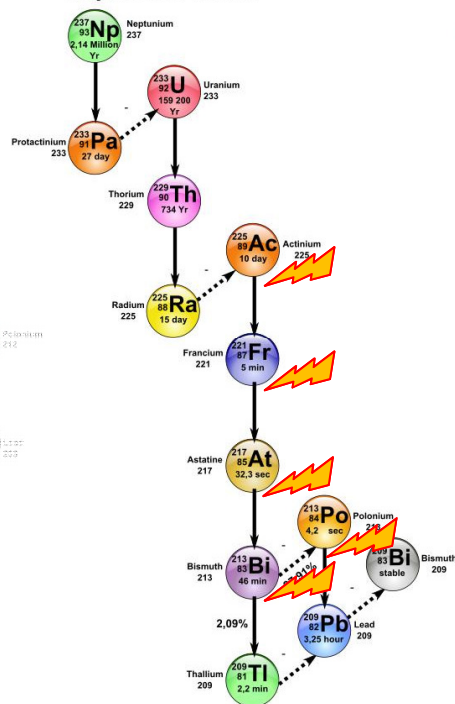 237
93 Np
2,14 Million
Yr
Neptunium
237
233
92 U
159 200
Yr
Uranium
233
-
Protactinium
233
233
91 Pa
27 day
Thorium
229
229
90 Th
734 Yr
225
89 Ac
10 day
Actinium
225
-
Radium
225
225
88 Ra
15 day
Polonium
212
Francium
221
221
87 Fr
5 min
Astatine
217
217
85 At
32,3 sec
213
84 Po
4,2 sec
Polonium
-
Bismuth
213
213
83 Bi
46 min
209
83 Bi
stable
Bismuth
209
-
2,09%
209
82 Pb
3,25 hour
Lead
209
Thallium
209
209
81 Tl
2,2 min
-